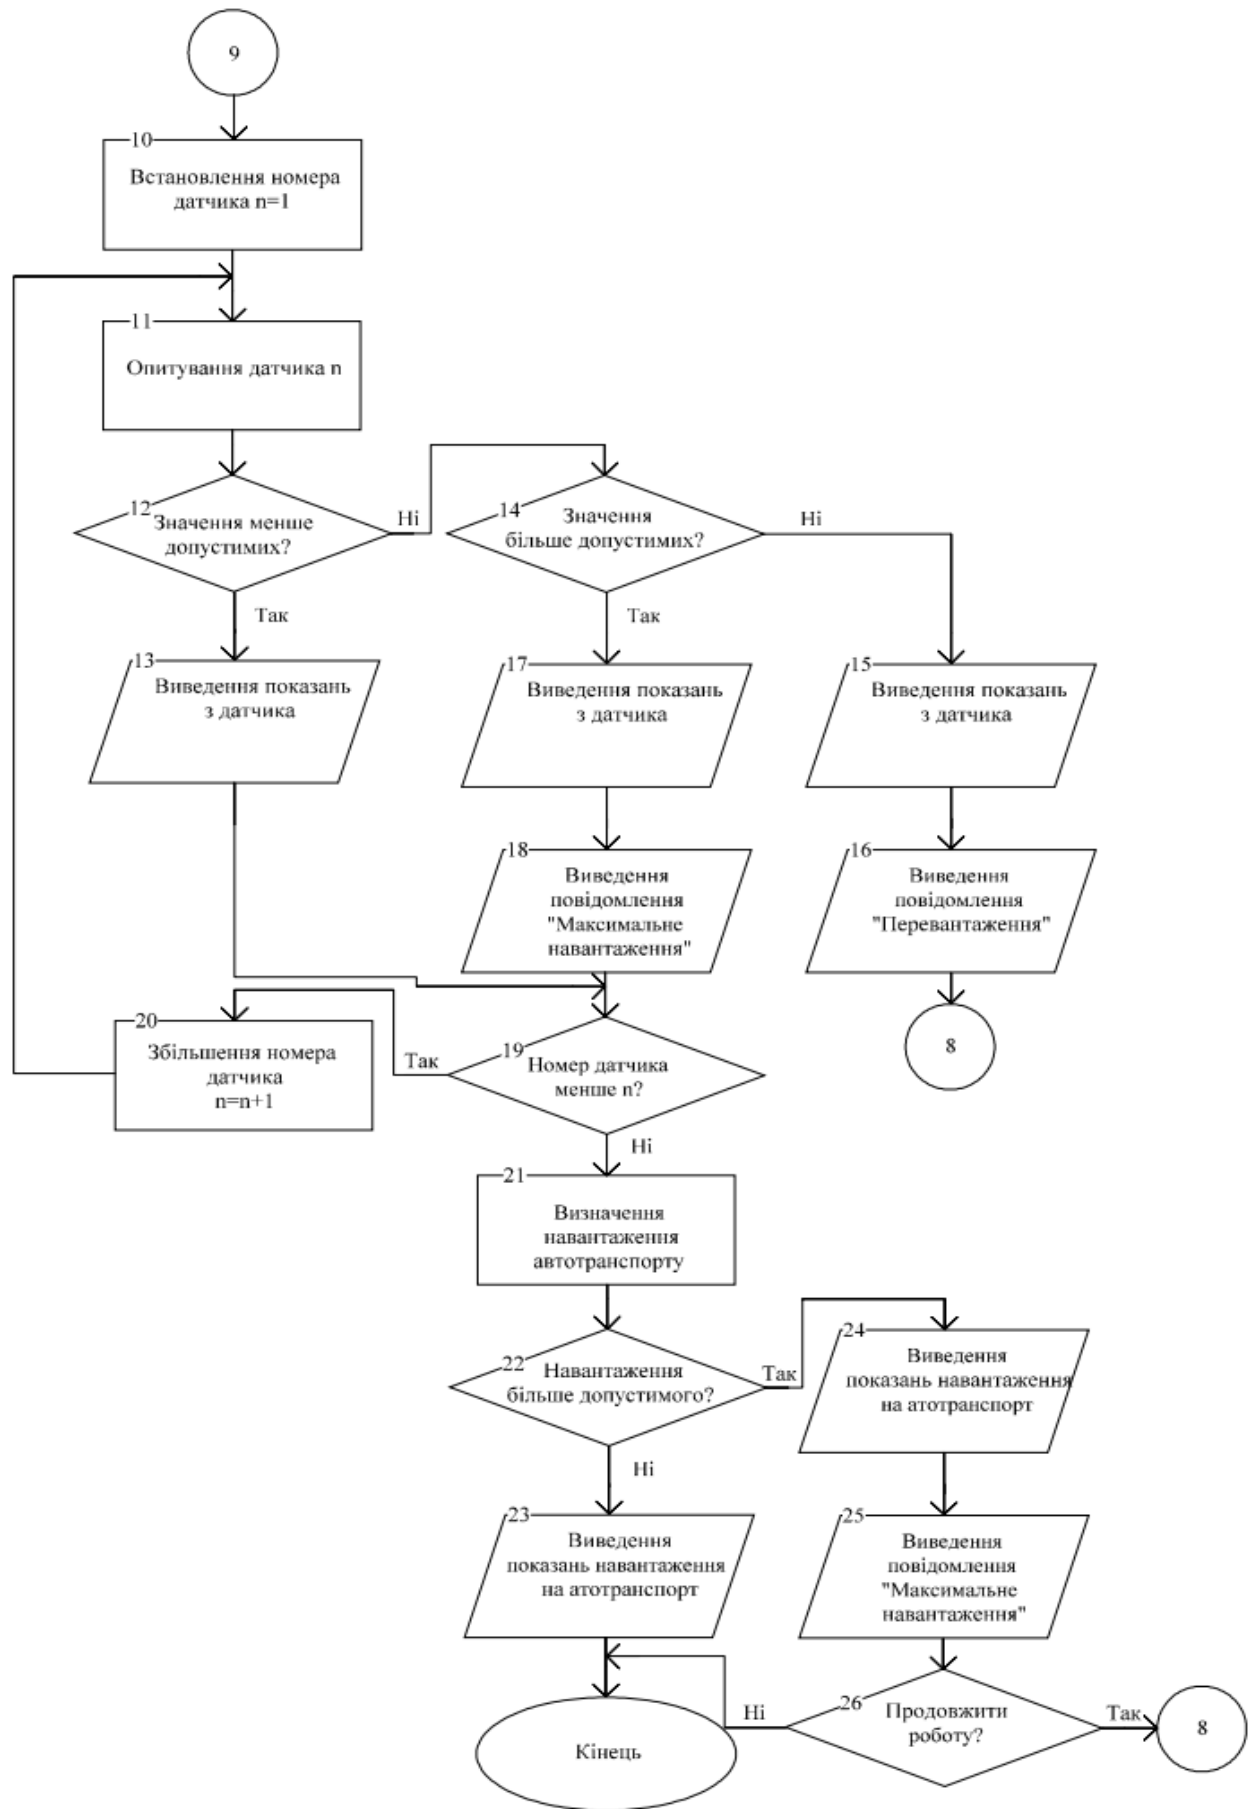 9
10
Встановлення номера
датчика n=1
11
Опитування датчика n
12
Значення менше
допустимих?
Ні
14
Значення
більше допустимих?
Ні
Так
Так
13
Виведення показань
з датчика
17
Виведення показань
з датчика
15
Виведення показань
з датчика
18
Виведення
повідомлення
"Максимальне
навантаження"
16
Виведення
повідомлення
"Перевантаження"
8
20
Збільшення номера
датчика
n=n+1
Так
19
Номер датчика
менше n?
Ні
21
Визначення
навантаження
автотранспорту
22
Навантаження
більше допустимого?
Так
24
Виведення
показань навантаження
на атотранспорт
Ні
23
Виведення
показань навантаження
на атотранспорт
25
Виведення
повідомлення
"Максимальне
навантаження"
Кінець
Ні
26
Продовжити
роботу?
Так
8